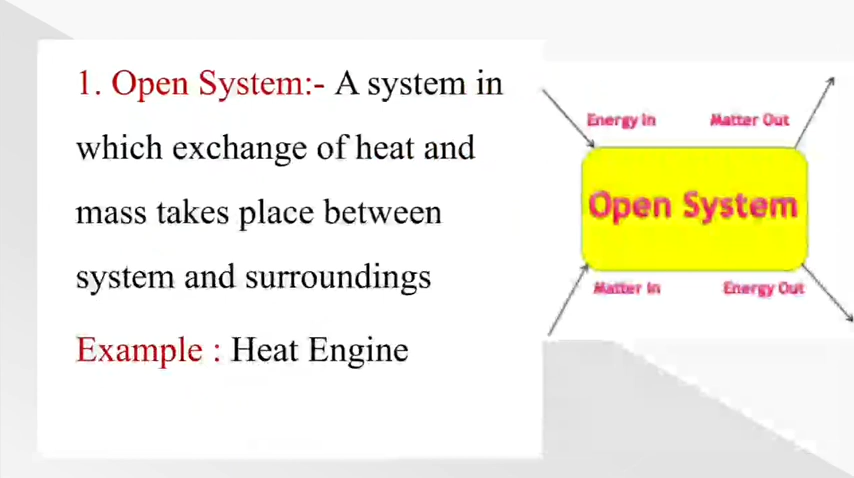 1. Open System:- A system in
which exchange of heat and
mass takes place between
system and surroundings
Example : Heat Engine
Energy In
Matter Out
Open System
Matter In
Energy Out